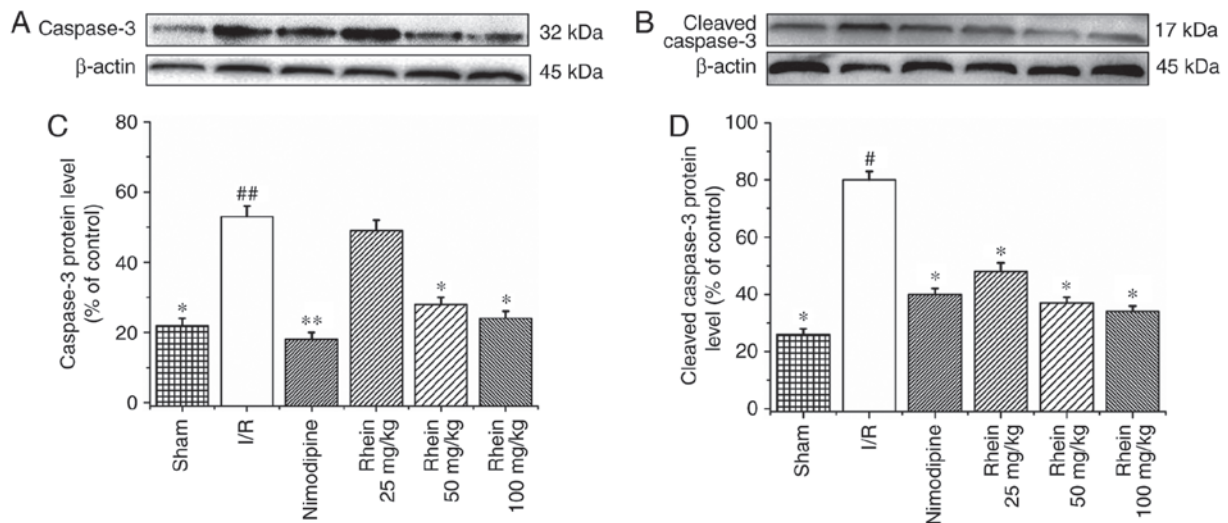 A
Caspase-3
32 kDa
β-actin
45 kDa
B
Cleaved
caspase-3
17 kDa
β-actin
45 kDa
C
Caspase-3 protein level
(% of control)
80
60
40
20
0
*
##
**
*
*
Sham
I/R
Nimodipine
Rhein
25 mg/kg
Rhein
50 mg/kg
Rhein
100 mg/kg
D
Cleaved caspase-3 protein
level (% of control)
100
80
60
40
20
0
*
#
*
*
*
*
Sham
I/R
Nimodipine
Rhein
25 mg/kg
Rhein
50 mg/kg
Rhein
100 mg/kg